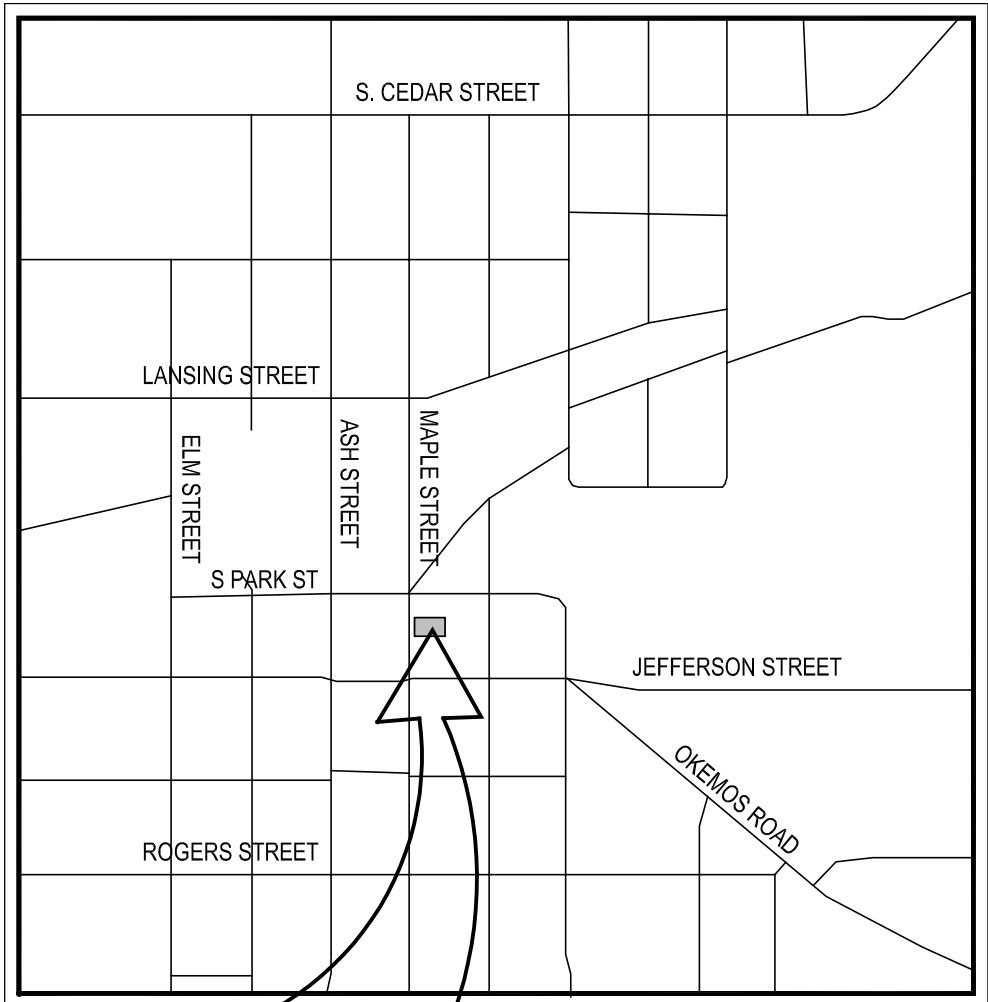 S. CEDAR STREET
LANSING STREET
ELM STREET
ASH STREET
MAPLE STREET
S PARK ST
JEFFERSON STREET
OKEMOS ROAD
ROGERS STREET